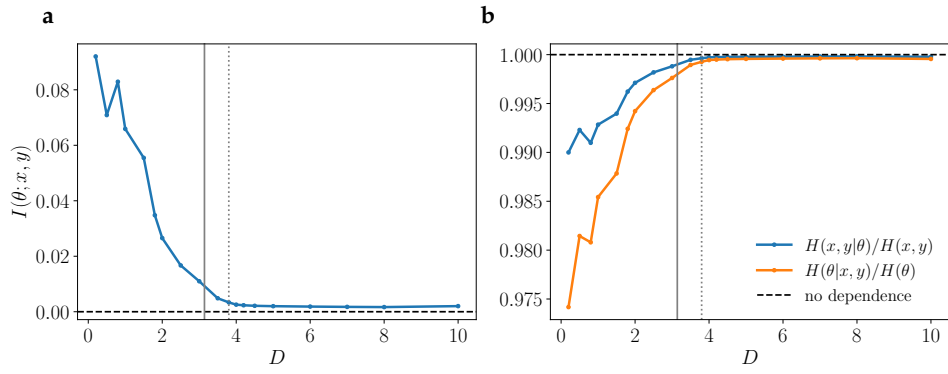 a
0.08
0.06
0.04
0.02
0.00
I(θ; x, y)
0 2 4 6 8 10
D
b
1.000
0.995
0.990
0.985
0.980
0.975
H(x, y|θ)/H(x, y)
H(θ|x, y)/H(θ)
no dependence
0 2 4 6 8 10
D